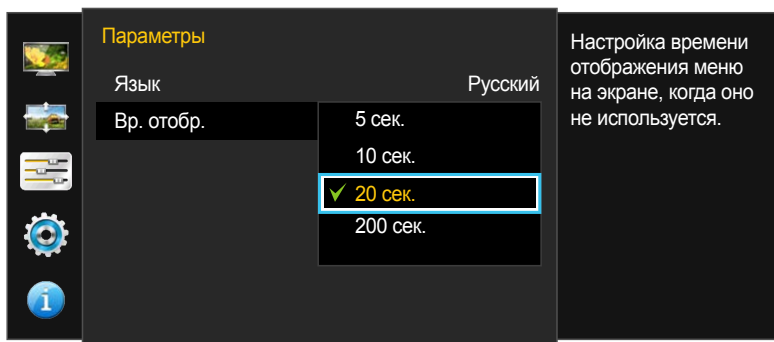 Параметры
Язык Русский
Вр. отобр.
5 сек.
10 сек.
20 сек.
200 сек.
Настройка времени
отображения меню
на экране, когда оно
не используется.